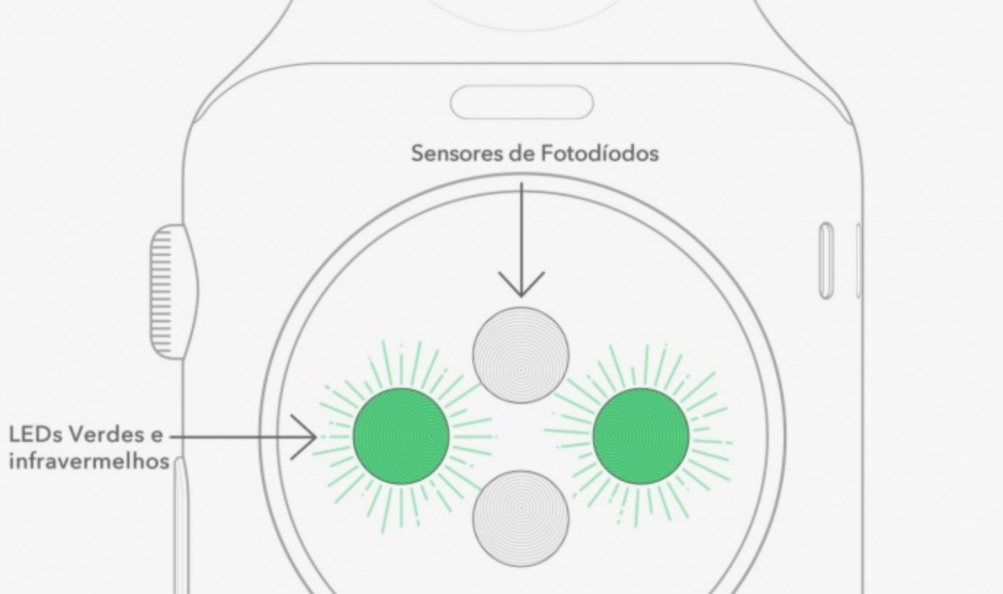 Sensores de Fotodíodos
LEDs Verdes e
infravermelhos